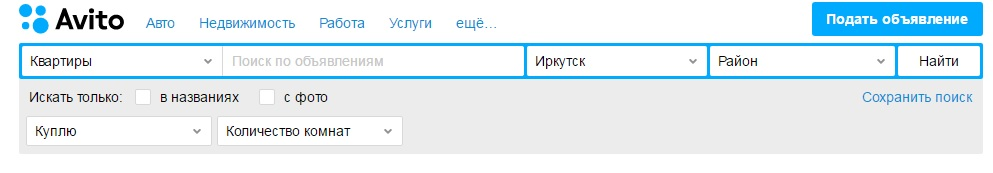 Avito Авто Недвижимость Работа Услуги ещё... Подать объявление
Квартиры Поиск по объявлениям Иркутск Район Найти
Искать только: в названиях с фото Сохранить поиск
Куплю Количество комнат